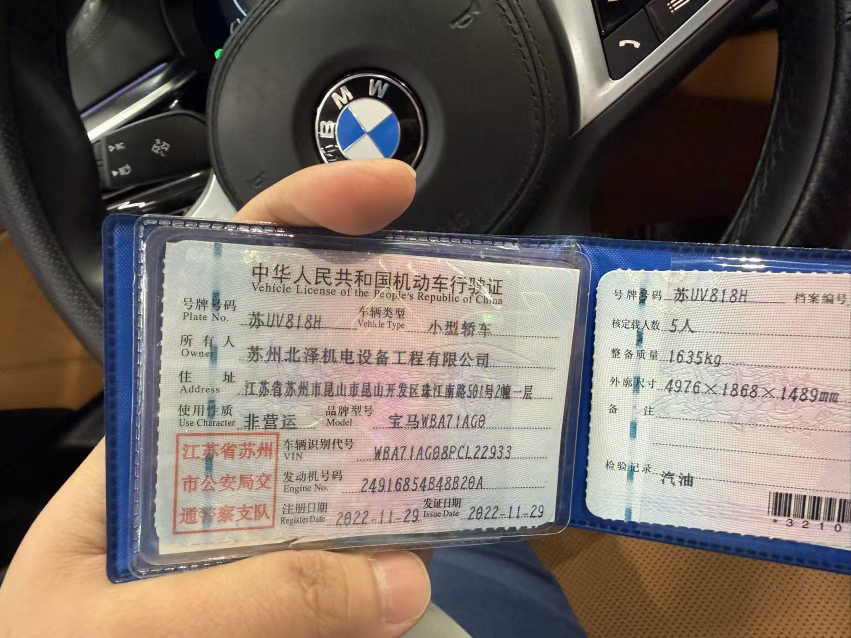 BMW
中华人民共和国机动车行驶证
Vehicle License of the People's Republic of China
号牌号码 苏UV818H 车辆类型 小型轿车
Plate No. Vehicle Type
所有人 苏州北泽机电设备工程有限公司
Owner
住址 江苏省苏州市昆山市昆山开发区珠江南路501号2幢一层
Address
使用性质 非营运 品牌型号 宝马WBA71AG0
Use Character Model
江苏省苏州
市公安局交
通警察支队
车辆识别代号 WBA71AG08PCL22933
VIN
发动机号码 24916854B48B20A
Engine No.
注册日期 2022-11-29 发证日期 2022-11-29
Register Date Issue Date
号牌号码 苏UV818H 档案编号
核定载人数 5人
整备质量 1635kg
外廓尺寸 4976×1868×1489mm
备注
检验记录 汽油
*3210